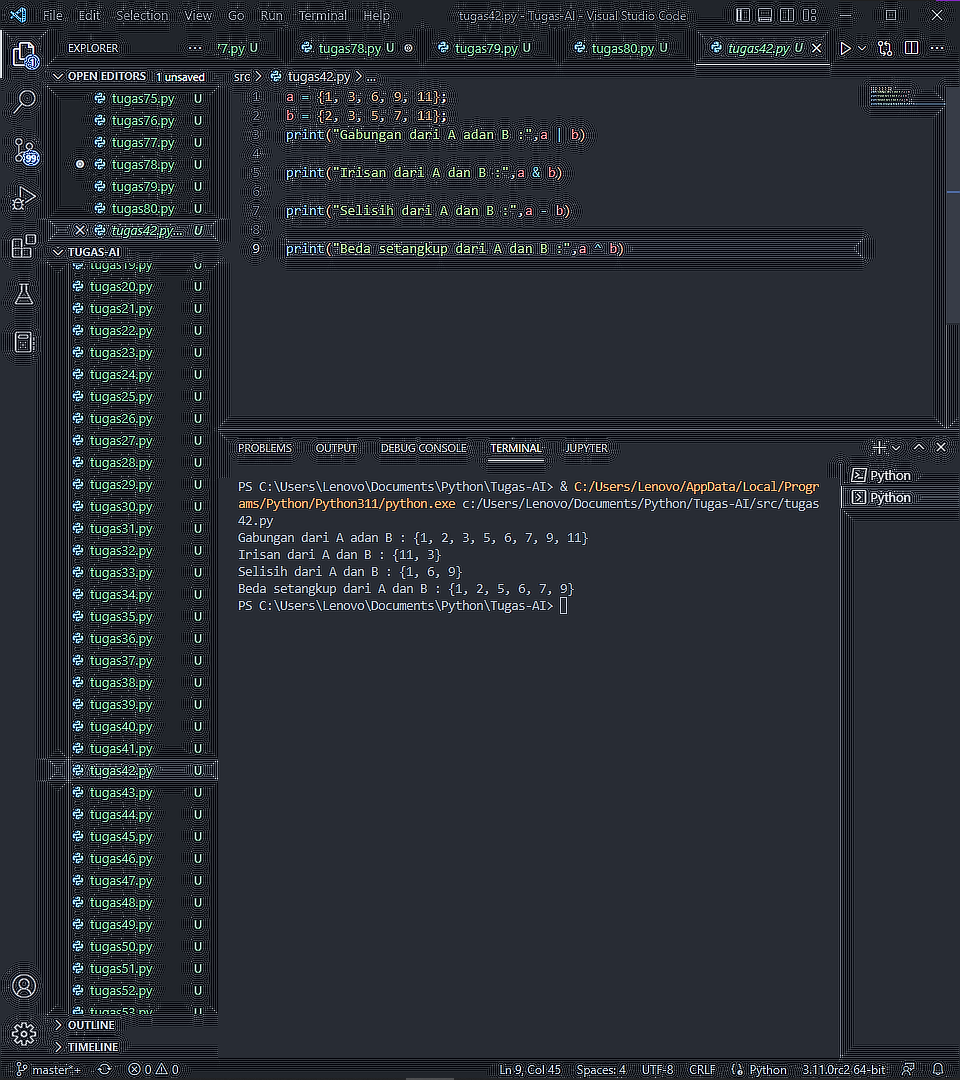 File Edit Selection View Go Run Terminal Help tugas42.py - Tugas-AI - Visual Studio Code
EXPLORER ...
7.py U tugas78.py U tugas79.py U tugas80.py U tugas42.py U
OPEN EDITORS 1 unsaved
tugas75.py U
tugas76.py U
tugas77.py U
tugas78.py U
tugas79.py U
tugas80.py U
tugas42.py... U
TUGAS-AI
tugas19.py U
tugas20.py U
tugas21.py U
tugas22.py U
tugas23.py U
tugas24.py U
tugas25.py U
tugas26.py U
tugas27.py U
tugas28.py U
tugas29.py U
tugas30.py U
tugas31.py U
tugas32.py U
tugas33.py U
tugas34.py U
tugas35.py U
tugas36.py U
tugas37.py U
tugas38.py U
tugas39.py U
tugas40.py U
tugas41.py U
tugas42.py U
tugas43.py U
tugas44.py U
tugas45.py U
tugas46.py U
tugas47.py U
tugas48.py U
tugas49.py U
tugas50.py U
tugas51.py U
tugas52.py U
tugas53.py U
OUTLINE
TIMELINE
1
99
src > tugas42.py > ...
1 a = {1, 3, 6, 9, 11};
2 b = {2, 3, 5, 7, 11};
3 print("Gabungan dari A adan B :",a | b)
4
5 print("Irisan dari A dan B :",a & b)
6
7 print("Selisih dari A dan B :",a - b)
8
9 print("Beda setangkup dari A dan B :",a ^ b)
PROBLEMS OUTPUT DEBUG CONSOLE TERMINAL JUPYTER
PS C:\Users\Lenovo\Documents\Python\Tugas-AI> & C:/Users/Lenovo/AppData/Local/Progr
ams/Python/Python311/python.exe c:/Users/Lenovo/Documents/Python/Tugas-AI/src/tugas
42.py
Gabungan dari A adan B : {1, 2, 3, 5, 6, 7, 9, 11}
Irisan dari A dan B : {11, 3}
Selisih dari A dan B : {1, 6, 9}
Beda setangkup dari A dan B : {1, 2, 5, 6, 7, 9}
PS C:\Users\Lenovo\Documents\Python\Tugas-AI>
Python
Python
master*+ 0 0 Ln 9, Col 45 Spaces: 4 UTF-8 CRLF Python 3.11.0rc2 64-bit